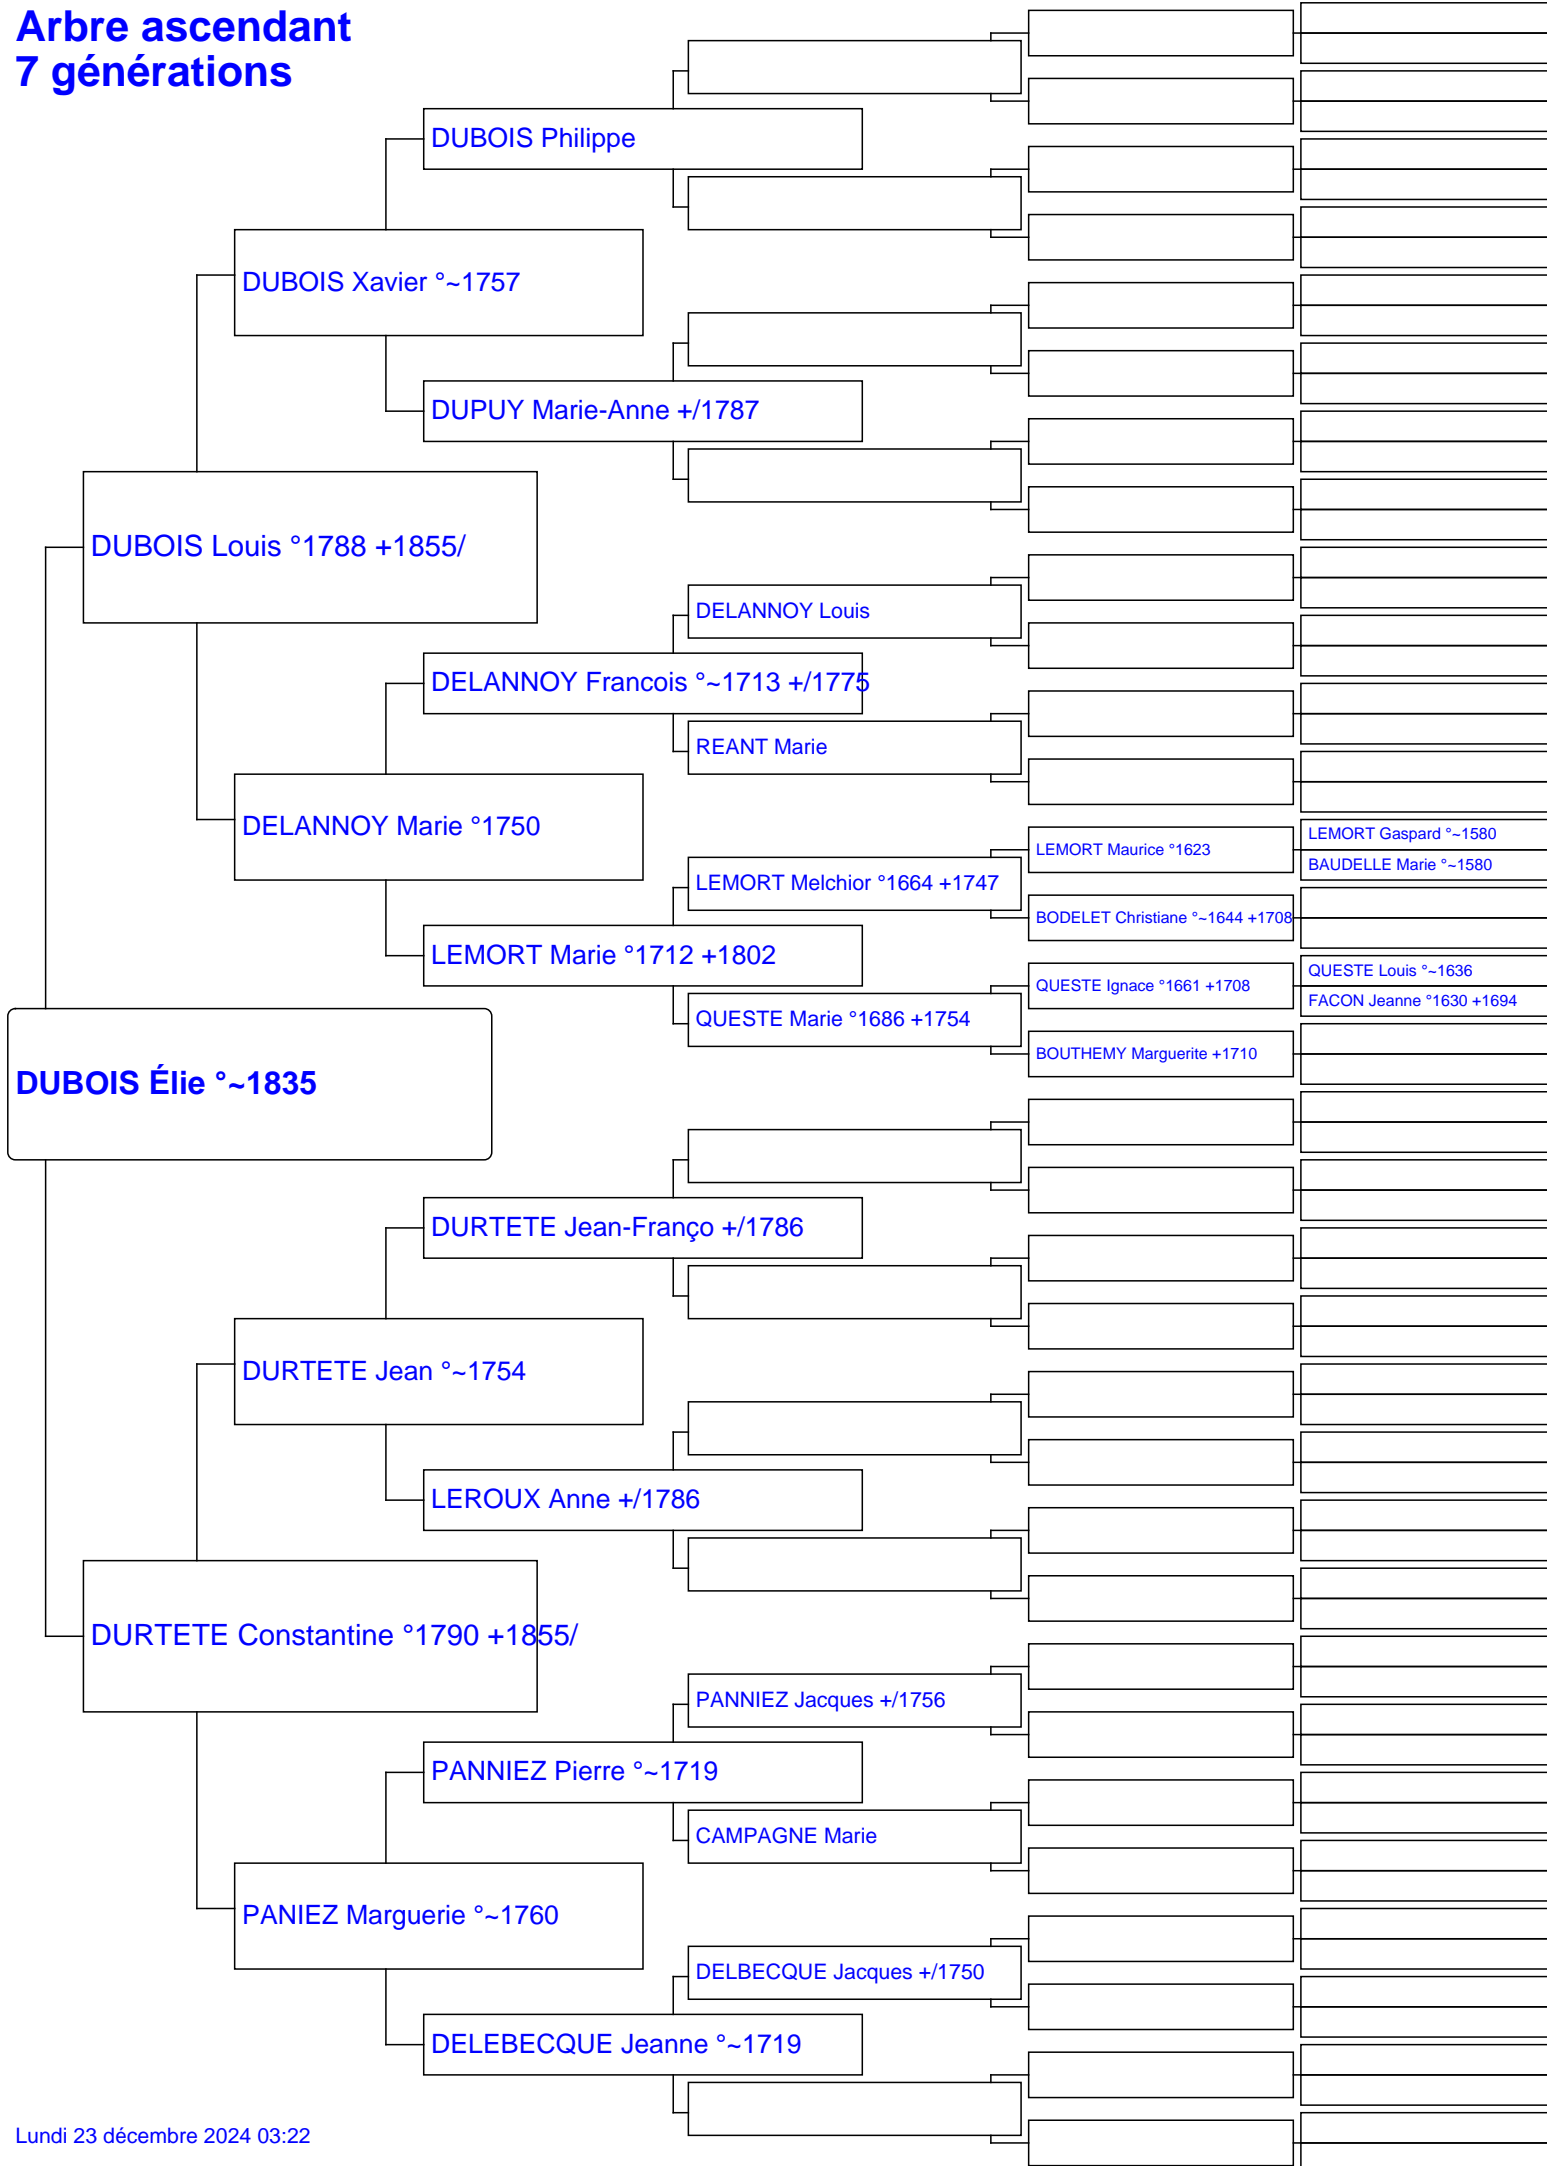 Arbre ascendant
7 générations
DUBOIS Philippe
DUBOIS Xavier °~1757
DUPUY Marie-Anne +/1787
DUBOIS Louis °1788 +1855/
DELANNOY Louis
DELANNOY Francois °~1713 +/1775
REANT Marie
DELANNOY Marie °1750
LEMORT Gaspard °~1580
LEMORT Maurice °1623
BAUDELLE Marie °~1580
LEMORT Melchior °1664 +1747
BODELET Christiane °~1644 +1708
LEMORT Marie °1712 +1802
QUESTE Louis °~1636
QUESTE Ignace °1661 +1708
FACON Jeanne °1630 +1694
QUESTE Marie °1686 +1754
BOUTHEMY Marguerite +1710
DUBOIS Élie °~1835
DURTETE Jean-Franço +/1786
DURTETE Jean °~1754
LEROUX Anne +/1786
DURTETE Constantine °1790 +1855/
PANNIEZ Jacques +/1756
PANNIEZ Pierre °~1719
CAMPAGNE Marie
PANIEZ Marguerie °~1760
DELBECQUE Jacques +/1750
DELEBECQUE Jeanne °~1719
Lundi 23 décembre 2024 03:22